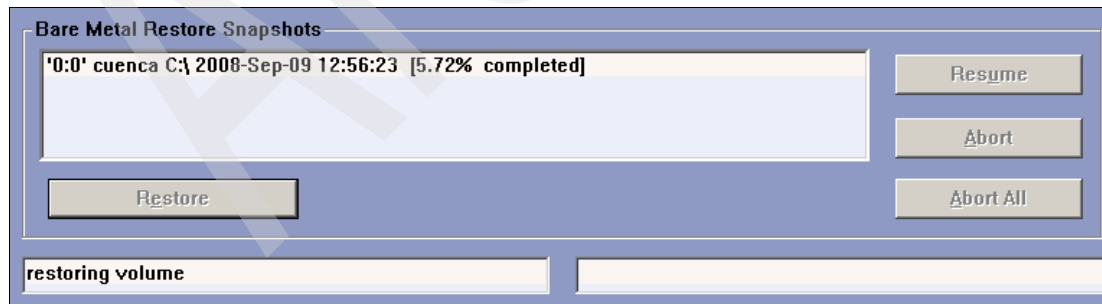 Bare Metal Restore Snapshots
'0:0' cuenca C:\ 2008-Sep-09 12:56:23 [5.72% completed]
Resume
Abort
Restore
Abort All
restoring volume